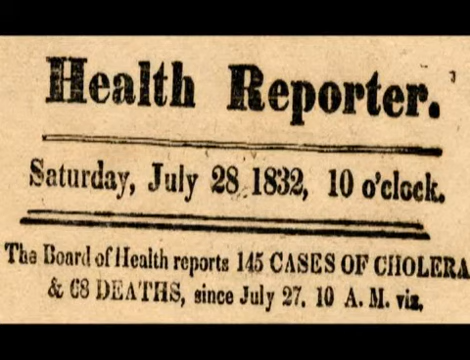 Health Reporter.
Saturday, July 28 1832, 10 o'clock.
The Board of Health reports 145 CASES OF CHOLERA
& 68 DEATHS, since July 27, 10 A. M. viz,